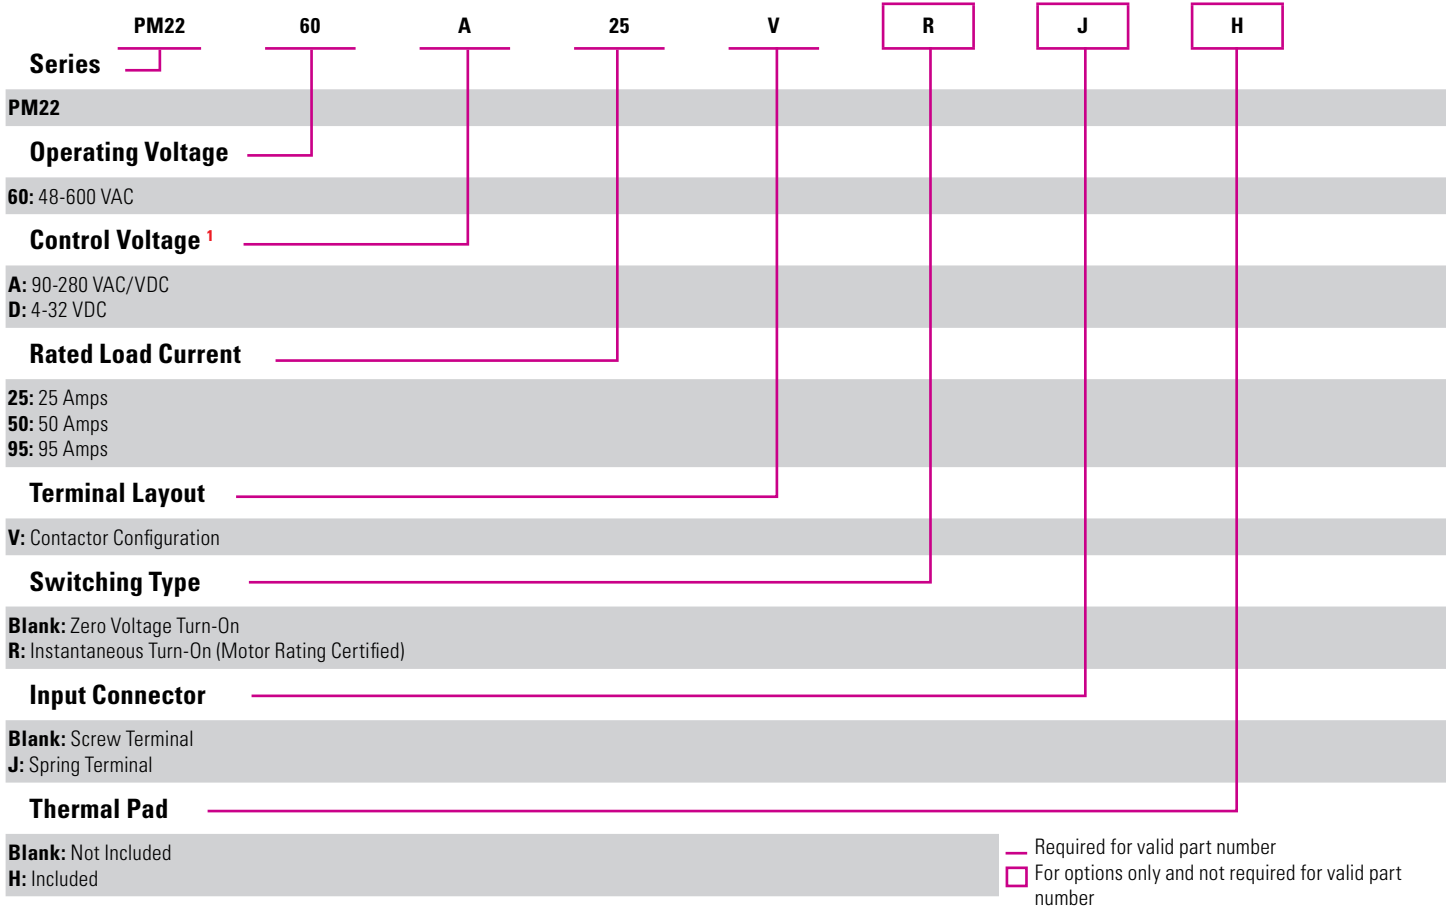 PM22 60 A 25 V R J H
Series
PM22
Operating Voltage
60: 48-600 VAC
Control Voltage 1
A: 90-280 VAC/VDC
D: 4-32 VDC
Rated Load Current
25: 25 Amps
50: 50 Amps
95: 95 Amps
Terminal Layout
V: Contactor Configuration
Switching Type
Blank: Zero Voltage Turn-On
R: Instantaneous Turn-On (Motor Rating Certified)
Input Connector
Blank: Screw Terminal
J: Spring Terminal
Thermal Pad
Blank: Not Included
H: Included
Required for valid part number
For options only and not required for valid part
number